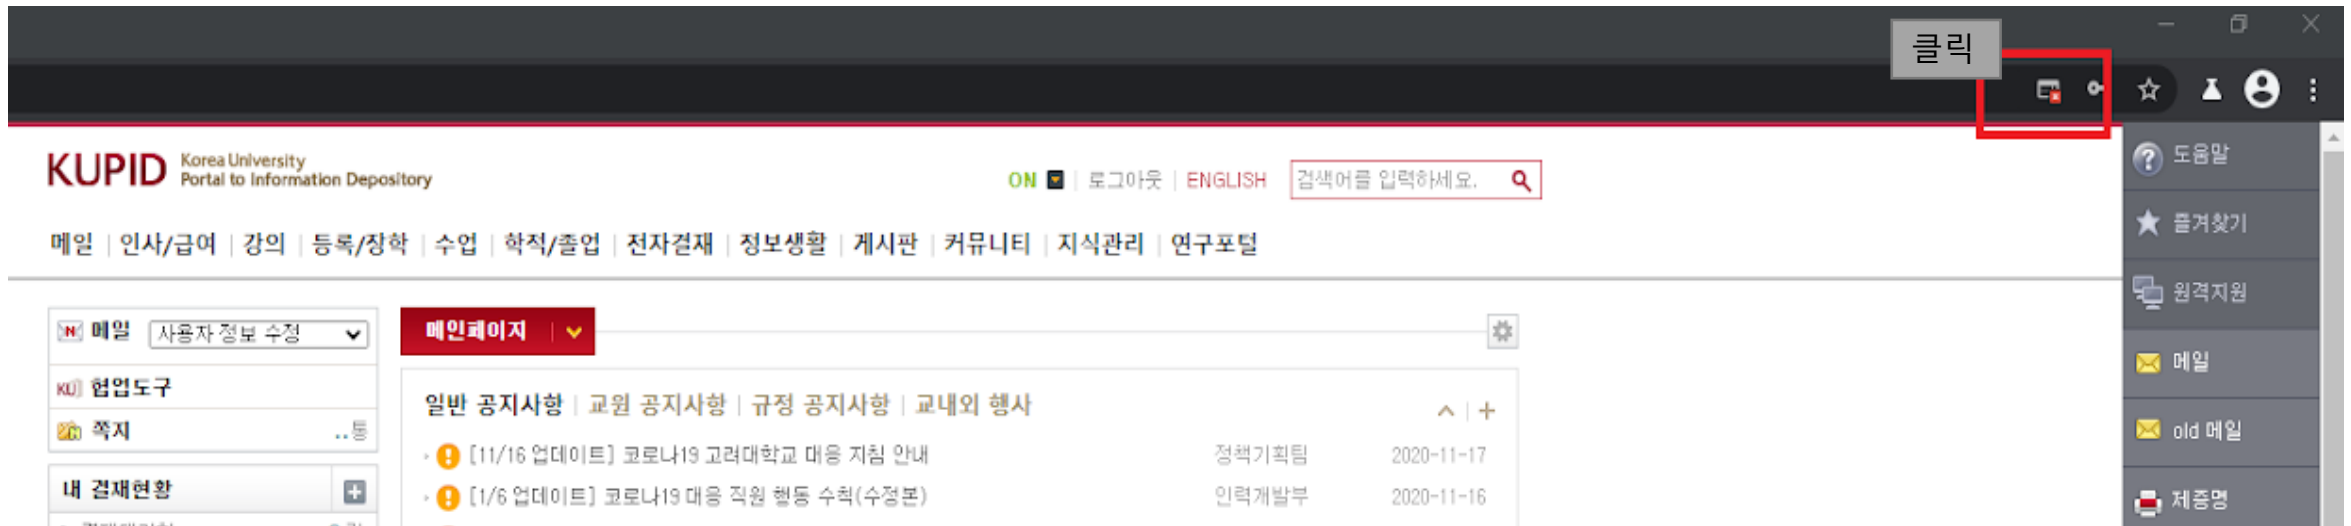 클릭
KUPID Korea University
Portal to Information Depository
ON | 로그아웃 | ENGLISH 검색어를 입력하세요.
메일 | 인사/급여 | 강의 | 등록/장학 | 수업 | 학적/졸업 | 전자결재 | 정보생활 | 게시판 | 커뮤니티 | 지식관리 | 연구포털
메일 사용자 정보 수정
KU 협업도구
쪽지 ..통
내 결재현황
메인페이지
일반 공지사항 | 교원 공지사항 | 규정 공지사항 | 교내외 행사
[11/16 업데이트] 코로나19 고려대학교 대응 지침 안내 정책기획팀 2020-11-17
[1/6 업데이트] 코로나19 대응 직원 행동 수칙(수정본) 인력개발부 2020-11-16
도움말
즐겨찾기
원격지원
메일
old 메일
제증명